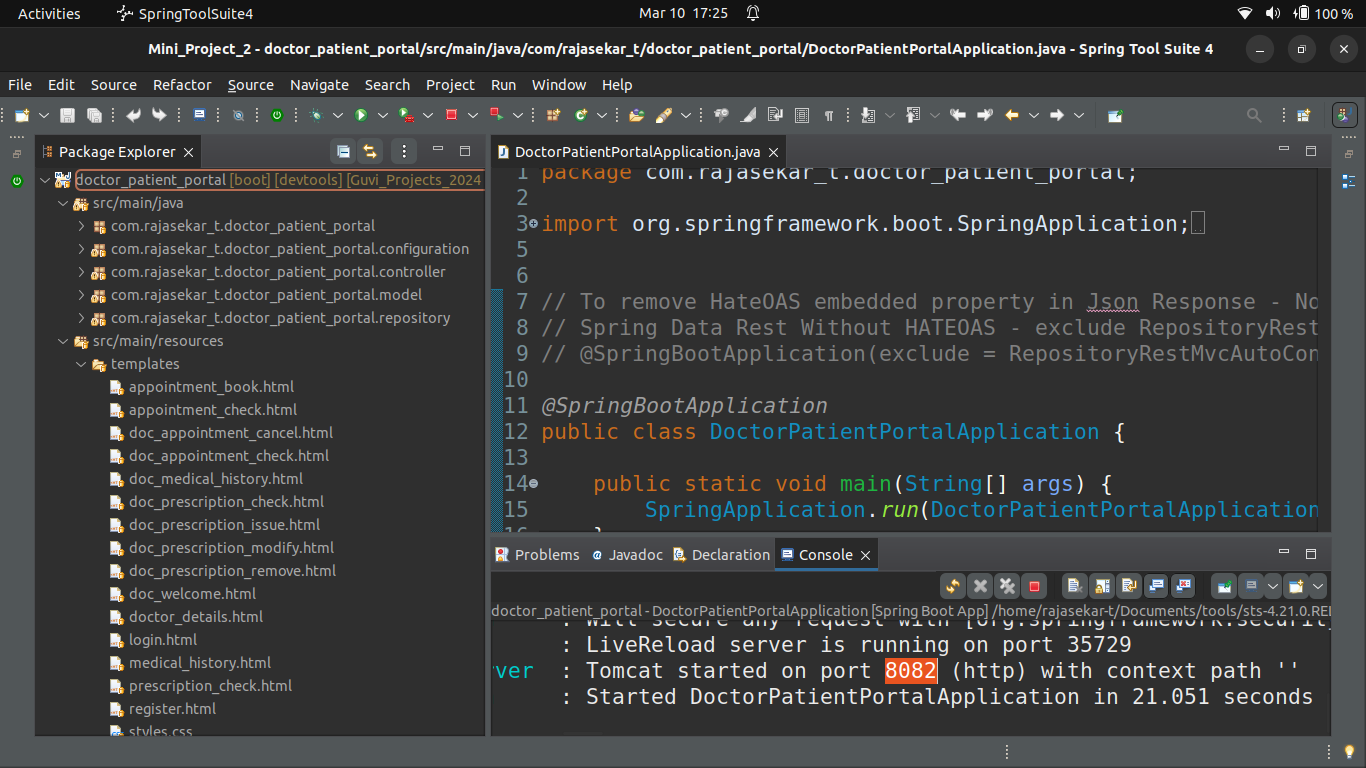 Activities SpringToolSuite4 Mar 10 17:25 100 %
Mini_Project_2 - doctor_patient_portal/src/main/java/com/rajasekar_t/doctor_patient_portal/DoctorPatientPortalApplication.java - Spring Tool Suite 4
File Edit Source Refactor Source Navigate Search Project Run Window Help
Package Explorer
doctor_patient_portal [boot] [devtools] [Guvi_Projects_2024
src/main/java
com.rajasekar_t.doctor_patient_portal
com.rajasekar_t.doctor_patient_portal.configuration
com.rajasekar_t.doctor_patient_portal.controller
com.rajasekar_t.doctor_patient_portal.model
com.rajasekar_t.doctor_patient_portal.repository
src/main/resources
templates
appointment_book.html
appointment_check.html
doc_appointment_cancel.html
doc_appointment_check.html
doc_medical_history.html
doc_prescription_check.html
doc_prescription_issue.html
doc_prescription_modify.html
doc_prescription_remove.html
doc_welcome.html
doctor_details.html
login.html
medical_history.html
prescription_check.html
register.html
styles.css
DoctorPatientPortalApplication.java
1 package com.rajasekar_t.doctor_patient_portal;
2
3 import org.springframework.boot.SpringApplication;
5
6
7 // To remove HateOAS embedded property in Json Response - No
8 // Spring Data Rest Without HATEOAS - exclude RepositoryRest
9 // @SpringBootApplication(exclude = RepositoryRestMvcAutoCon
10
11 @SpringBootApplication
12 public class DoctorPatientPortalApplication {
13
14 public static void main(String[] args) {
15 SpringApplication.run(DoctorPatientPortalApplication
16 }
Problems Javadoc Declaration Console
doctor_patient_portal - DoctorPatientPortalApplication [Spring Boot App] /home/rajasekar-t/Documents/tools/sts-4.21.0.REL
: Will secure any request with [org.springframework.security
: LiveReload server is running on port 35729
ver : Tomcat started on port 8082 (http) with context path ''
: Started DoctorPatientPortalApplication in 21.051 seconds